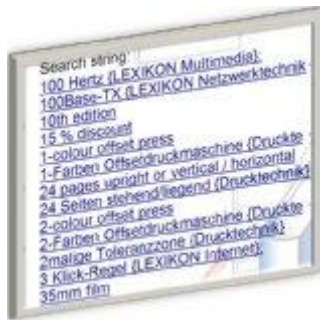 Search string:
100 Hertz {LEXIKON Multimedia};
100Base-TX {LEXIKON Netzwerktechnik
10th edition
15 % discount
1-colour offset press
1-Farben Offsetdruckmaschine {Druckte
24 pages upright or vertical / horizontal
24 Seiten stehend/liegend {Drucktechnik}
2-colour offset press
2-Farben Offsetdruckmaschine {Druckte
2malige Toleranzzone {Drucktechnik}
3 Klick-Regel {LEXIKON Internet};
35mm film